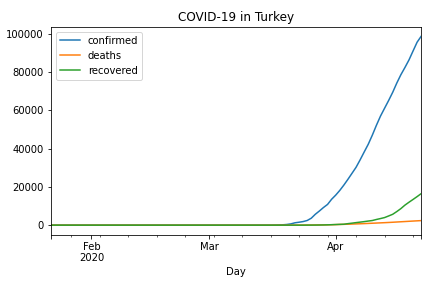 COVID-19 in Turkey
confirmed
deaths
recovered
100000
80000
60000
40000
20000
0
Feb
2020
Mar
Apr
Day